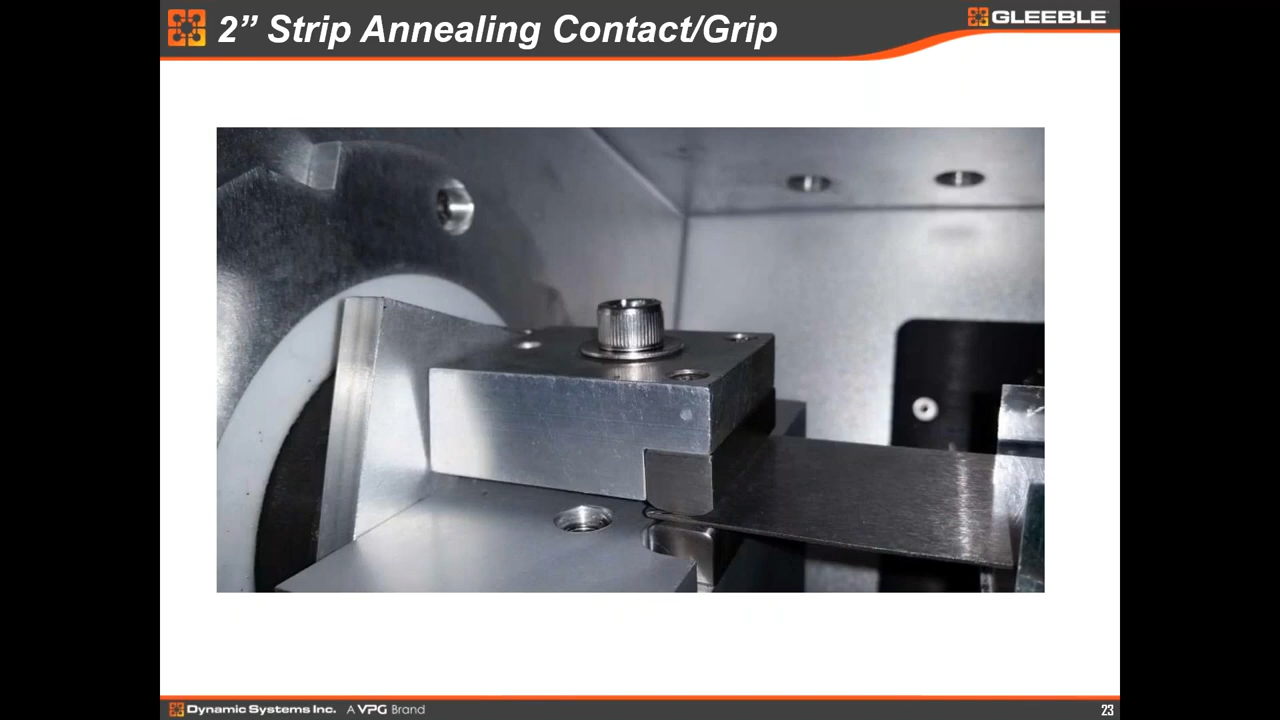 2” Strip Annealing Contact/Grip
GLEEBLE
Dynamic Systems Inc. A VPG Brand
23